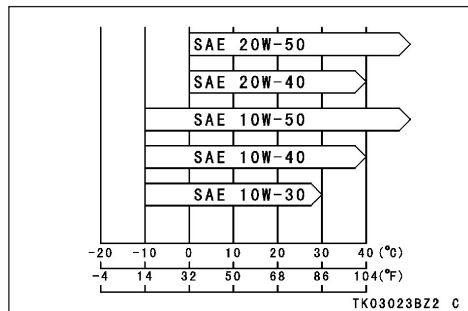 SAE 20W-50
SAE 20W-40
SAE 10W-50
SAE 10W-40
SAE 10W-30
-20 -10 0 10 20 30 40 (°C)
-4 14 32 50 68 86 104 (°F)
TK03023BZ2 C